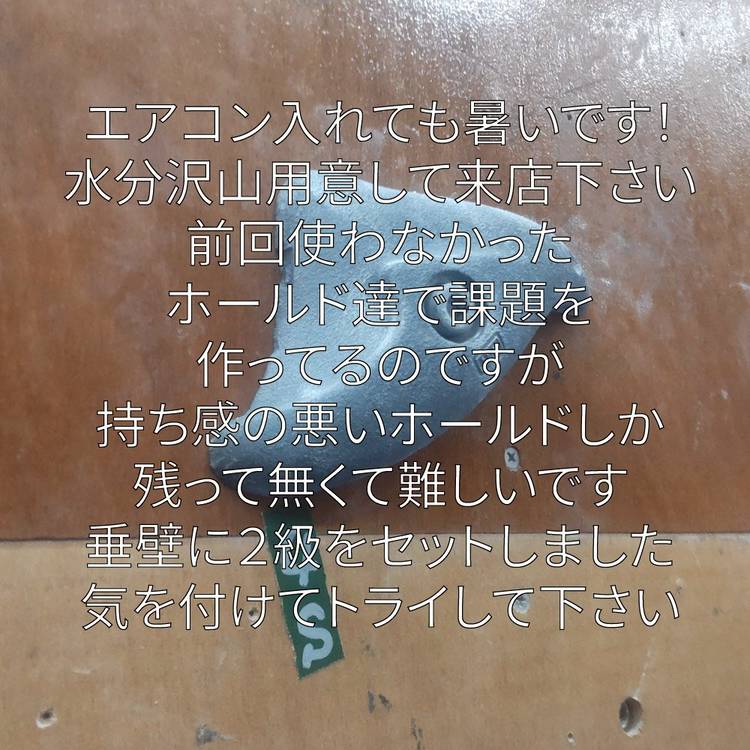 エアコン入れても暑いです!
水分沢山用意して来店下さい
前回使わなかった
ホールド達で課題を
作ってるのですが
持ち感の悪いホールドしか
残って無くて難しいです
垂壁に2級をセットしました
気を付けてトライして下さい
S